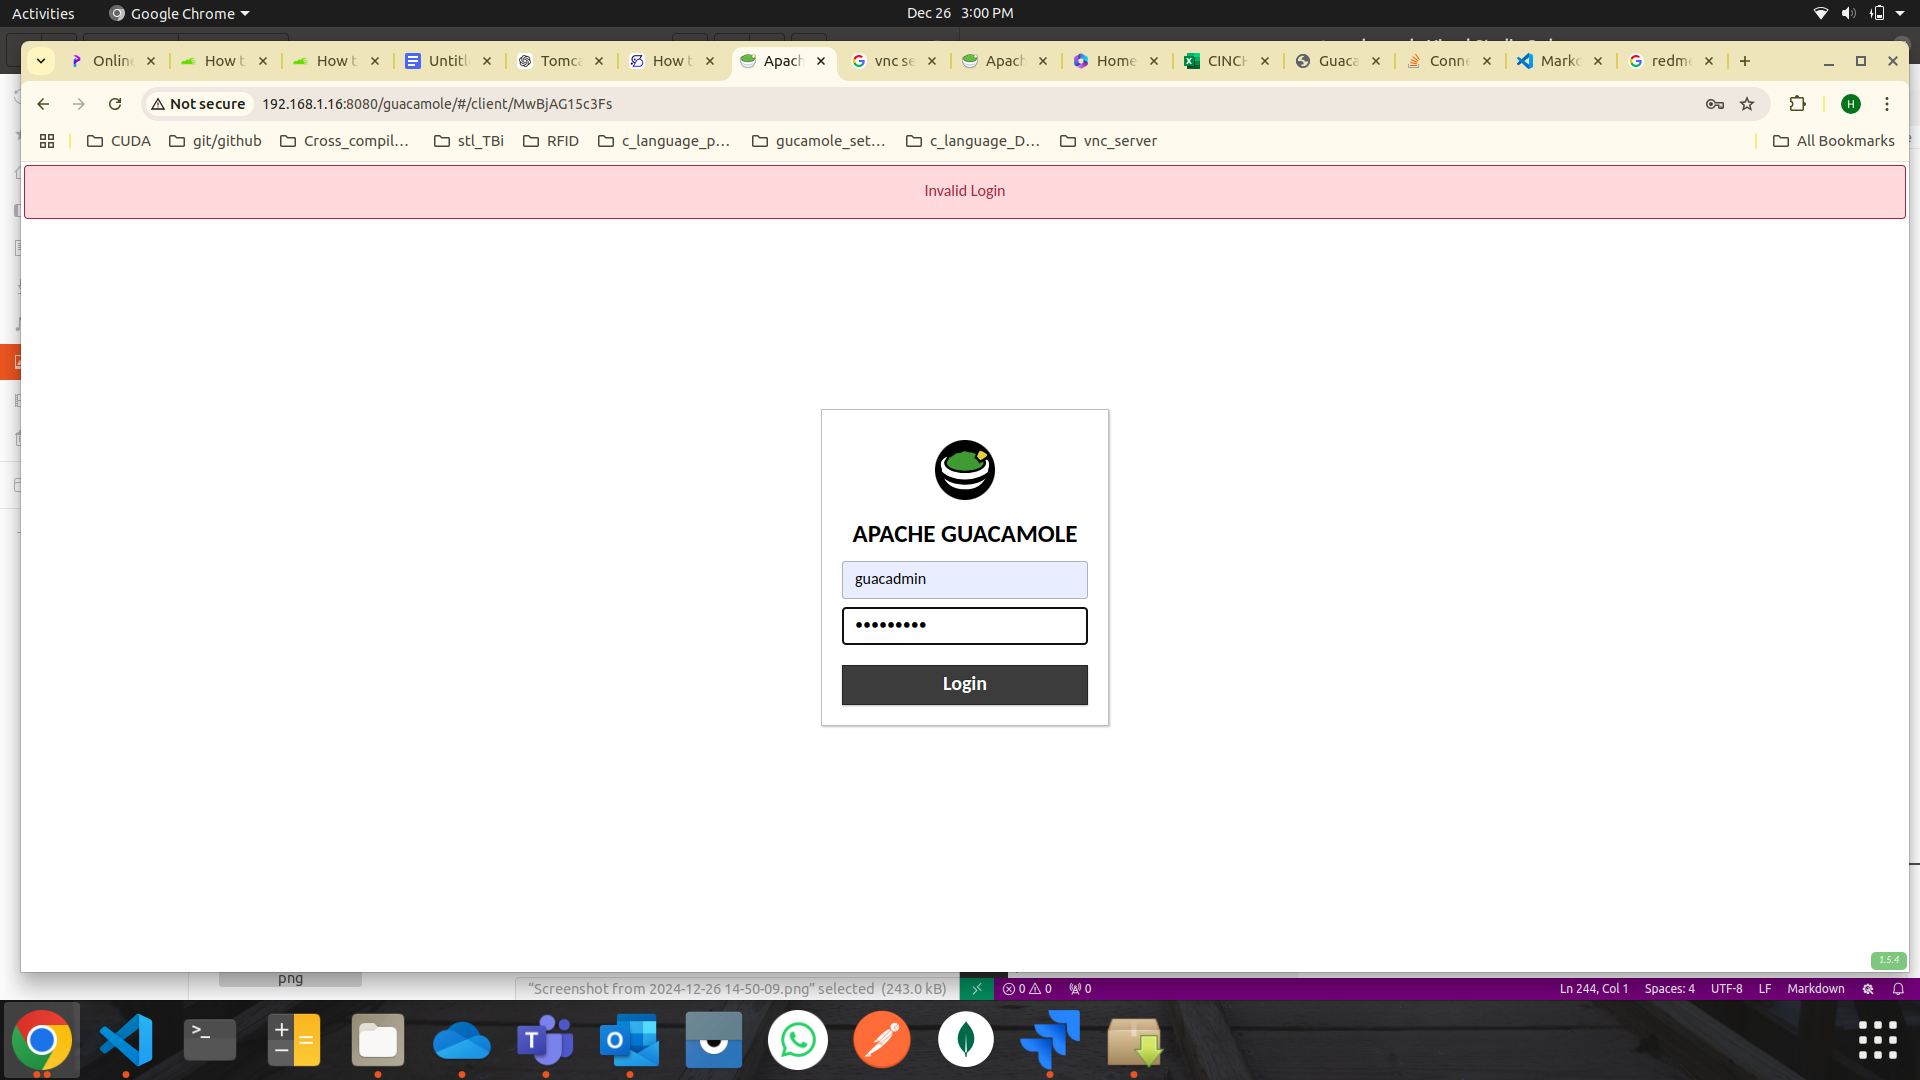 Activities
Google Chrome
Dec 26 3:00 PM
Onlin
How t
How t
Untitl
Tomca
How t
Apach
vnc se
Apach
Home
CINCH
Guaca
Conne
Markd
redme
Not secure
192.168.1.16:8080/guacamole/#/client/MwBjAG15c3Fs
H
CUDA
git/github
Cross_compil...
stl_TBi
RFID
c_language_p...
gucamole_set...
c_language_D...
vnc_server
All Bookmarks
Invalid Login
APACHE GUACAMOLE
guacadmin
•••••••••
Login
1.5.4
png
"Screenshot from 2024-12-26 14-50-09.png" selected (243.0 kB)
0
0
0
Ln 244, Col 1
Spaces: 4
UTF-8
LF
Markdown